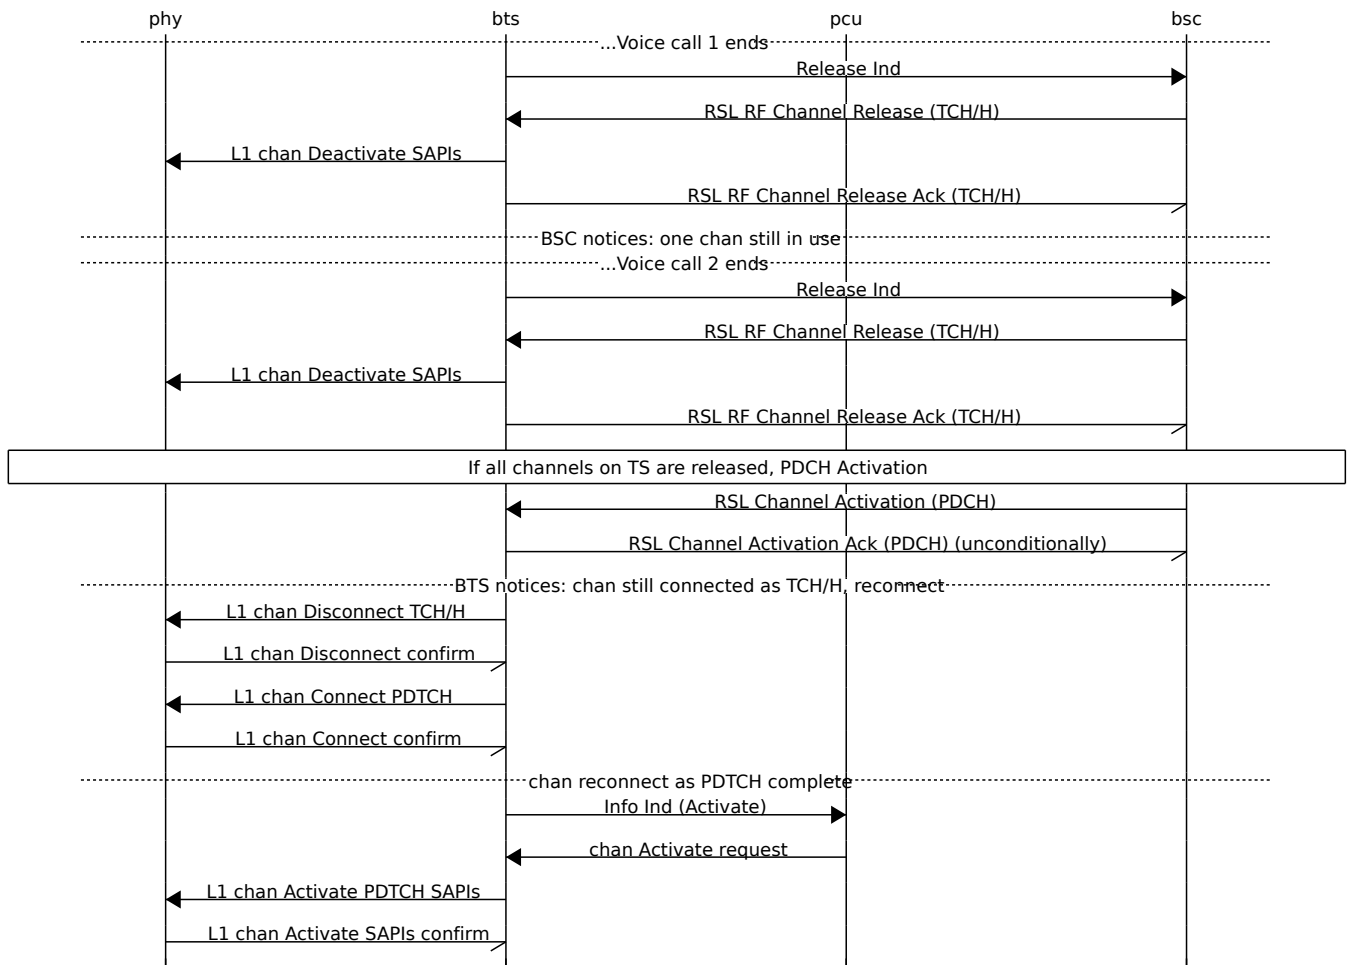 phy bts pcu bsc
...Voice call 1 ends
Release Ind
RSL RF Channel Release (TCH/H)
L1 chan Deactivate SAPIs
RSL RF Channel Release Ack (TCH/H)
BSC notices: one chan still in use
...Voice call 2 ends
Release Ind
RSL RF Channel Release (TCH/H)
L1 chan Deactivate SAPIs
RSL RF Channel Release Ack (TCH/H)
If all channels on TS are released, PDCH Activation
RSL Channel Activation (PDCH)
RSL Channel Activation Ack (PDCH) (unconditionally)
BTS notices: chan still connected as TCH/H, reconnect
L1 chan Disconnect TCH/H
L1 chan Disconnect confirm
L1 chan Connect PDTCH
L1 chan Connect confirm
chan reconnect as PDTCH complete
Info Ind (Activate)
chan Activate request
L1 chan Activate PDTCH SAPIs
L1 chan Activate SAPIs confirm